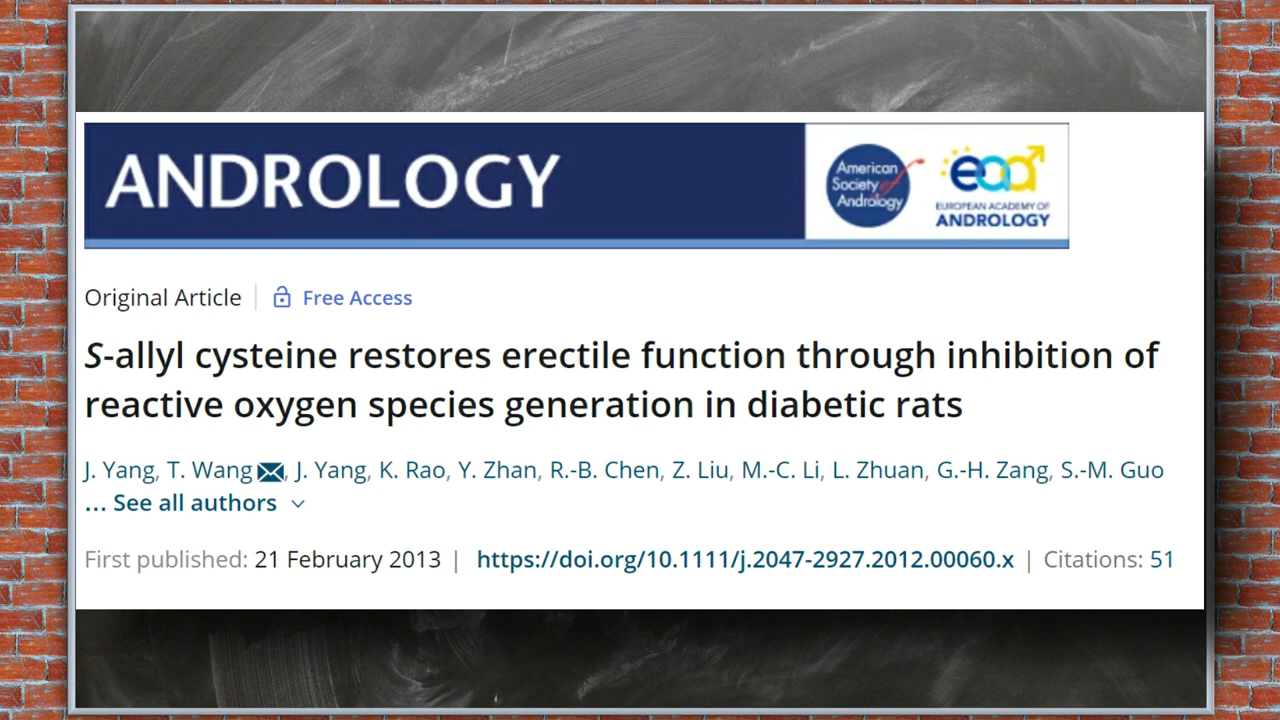 ANDROLOGY
American
Society of
Andrology
eaa
EUROPEAN ACADEMY OF
ANDROLOGY
Original Article
Free Access
S-allyl cysteine restores erectile function through inhibition of
reactive oxygen species generation in diabetic rats
J. Yang, T. Wang, J. Yang, K. Rao, Y. Zhan, R.-B. Chen, Z. Liu, M.-C. Li, L. Zhuan, G.-H. Zang, S.-M. Guo
... See all authors
First published: 21 February 2013 | https://doi.org/10.1111/j.2047-2927.2012.00060.x | Citations: 51